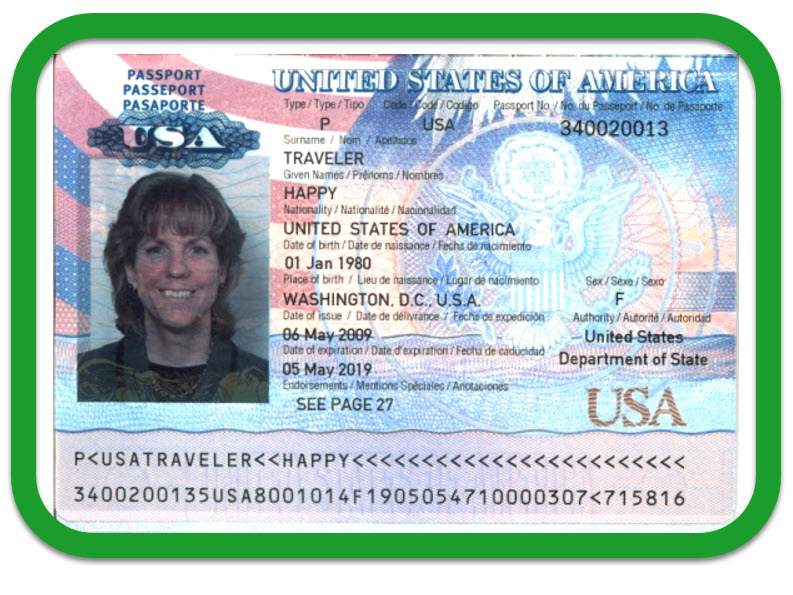 PASSPORT
PASSEPORT
PASAPORTE
USA
UNITED STATES OF AMERICA
Type / Type / Tipo Code / Code / Codigo Passport No. / No. du Passeport / No. de Pasaporte
P USA 340020013
Surname / Nom / Apellidos
TRAVELER
Given Names / Prénoms / Nombres
HAPPY
Nationality / Nationalité / Nacionalidad
UNITED STATES OF AMERICA
Date of birth / Date de naissance / Fecha de nacimiento
01 Jan 1980
Place of birth / Lieu de naissance / Lugar de nacimiento Sex / Sexe / Sexo
WASHINGTON, D.C., U.S.A. F
Date of issue / Date de délivrance / Fecha de expedición Authority / Autorité / Autoridad
06 May 2009 United States
Date of expiration / Date d'expiration / Fecha de caducidad Department of State
05 May 2019
Endorsements / Mentions Spéciales / Anotaciones
SEE PAGE 27
USA
P<USATRAVELER<<HAPPY<<<<<<<<<<<<<<<<<<<<<<<<
3400200135USA8001014F1905054710000307<715816